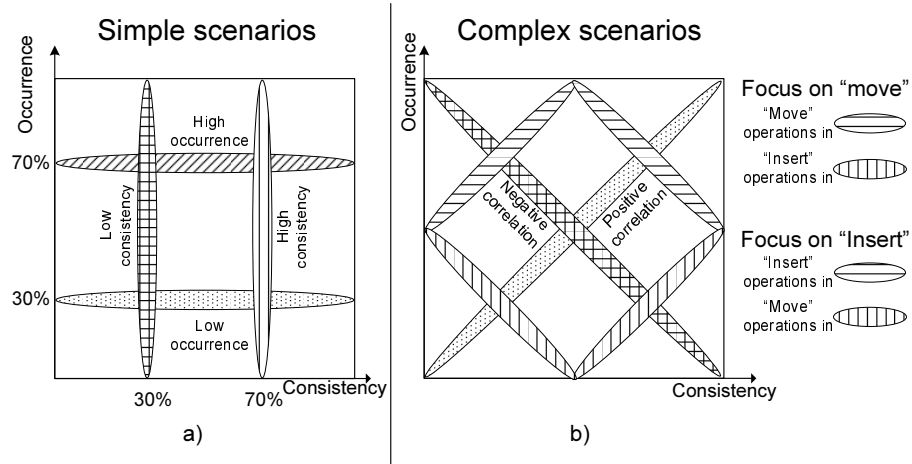 Simple scenarios
Occurrence
High
occurrence
70%
Low
consistency
High
consistency
30%
Low
occurrence
Consistency
30%
70%
a)
Complex scenarios
Occurrence
Negative
correlation
Positive
correlation
Consistency
b)
Focus on “move”
“Move”
operations in
“Insert”
operations in
Focus on “Insert”
“Insert”
operations in
“Move”
operations in